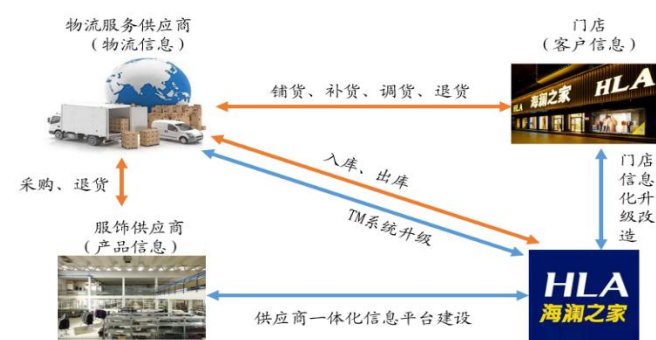 物流服务供应商
（物流信息）
门店
（客户信息）
铺货、补货、调货、退货
海澜之家
HLA
采购、退货
入库、出库
TM系统升级
门店
信息
化升
级改
造
服饰供应商
（产品信息）
供应商一体化信息平台建设
HLA
海澜之家